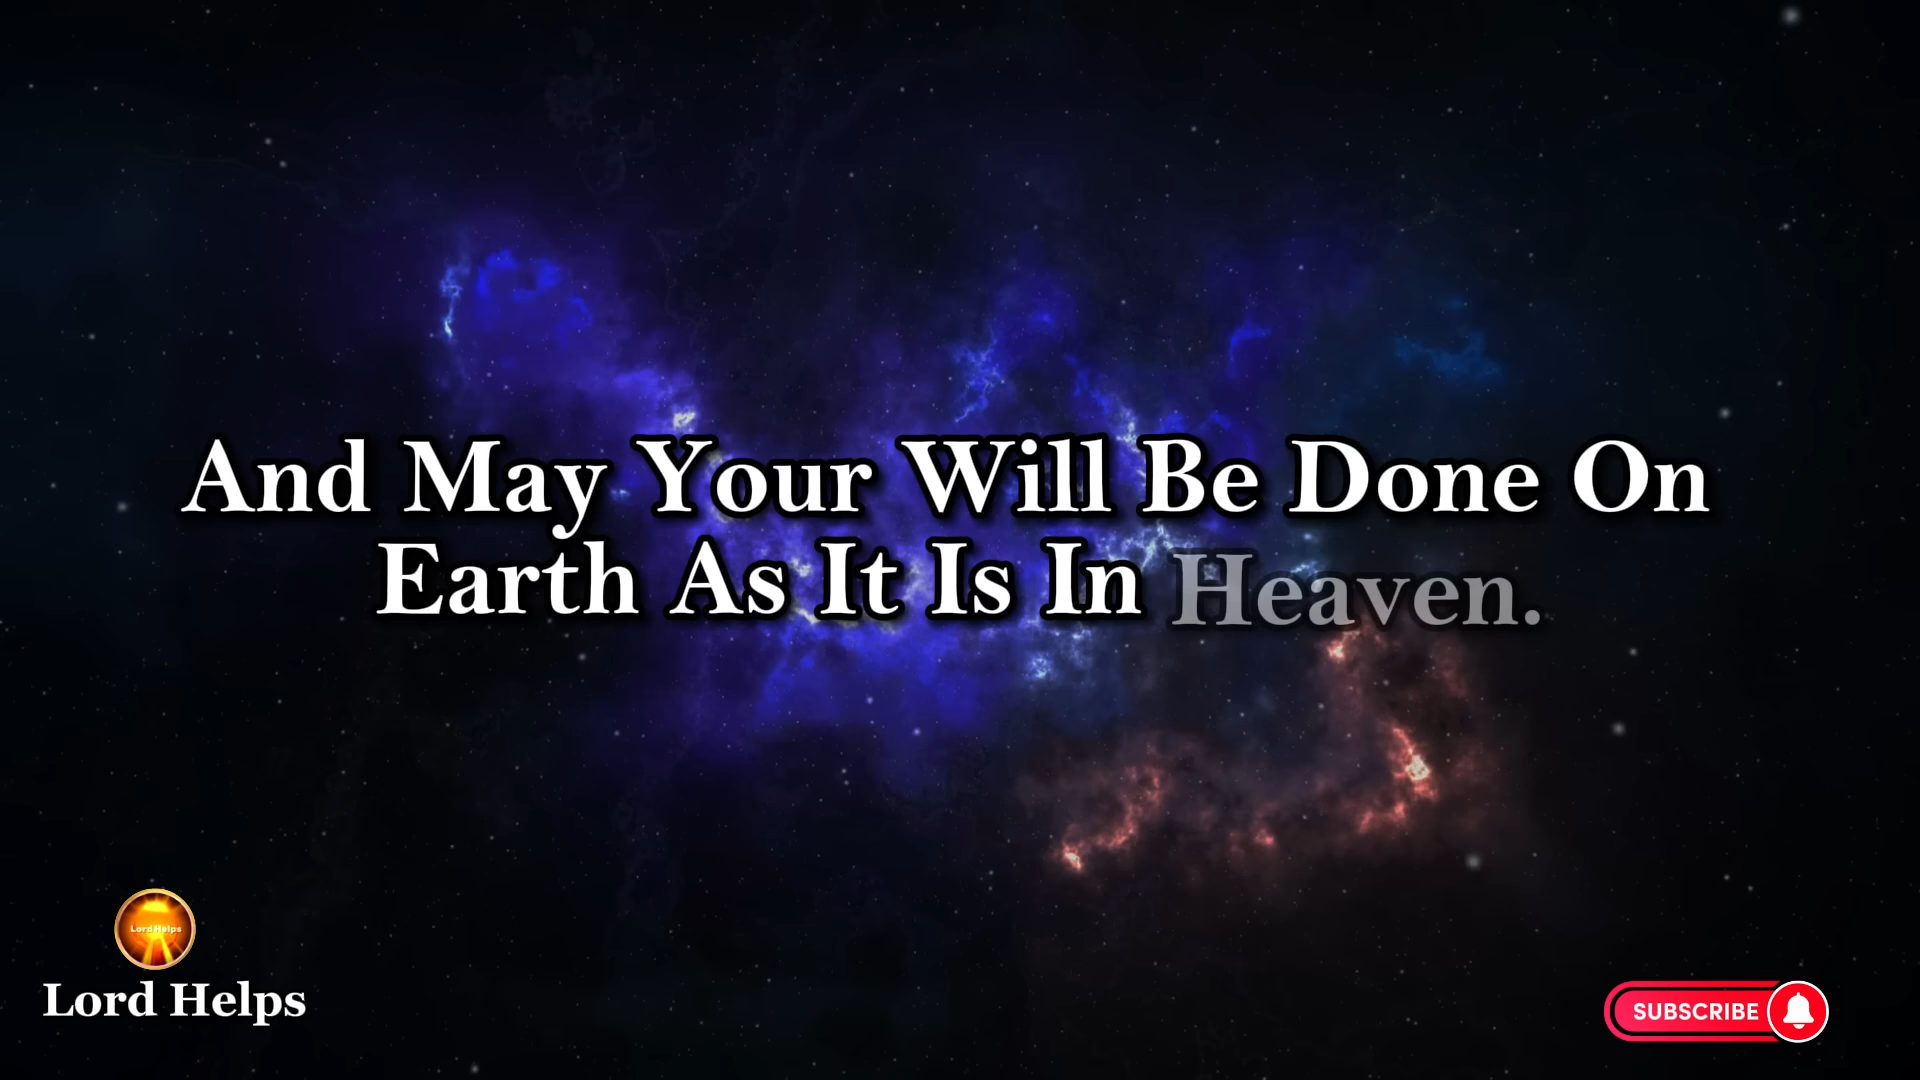 And May Your Will Be Done On
Earth As It Is In Heaven.
Lord Helps
Lord Helps
SUBSCRIBE